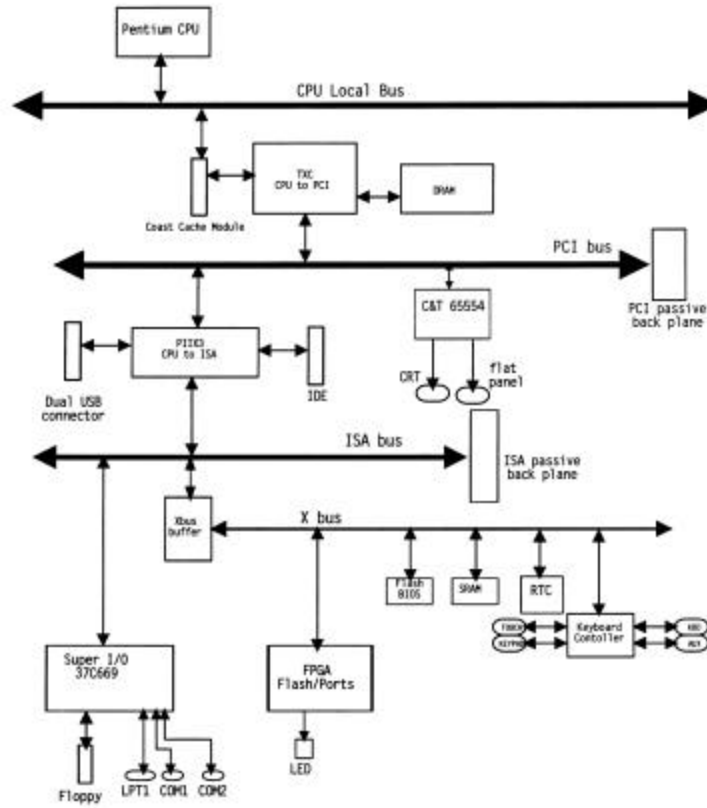 Pentium CPU
CPU Local Bus
TXC
CPU to PCI
DRAM
Coast Cache Module
PCI bus
C&T 65554
PCI passive
back plane
PIIX3
CPU to ISA
Dual USB
connector
IDE
CRT
flat
panel
ISA bus
ISA passive
back plane
Xbus
buffer
X bus
Flash
BIOS
SRAM
RTC
TOUCH
KEYPAD
Keyboard
Contoller
KBD
AUX
Super I/O
37C669
FPGA
Flash/Ports
LED
Floppy
LPT1
COM1
COM2